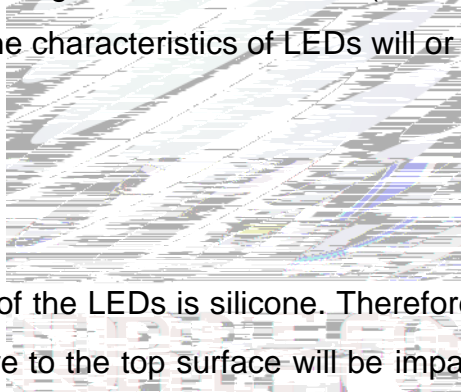 he characteristics of LEDs will or
of the LEDs is silicone. Therefore
e to the top surface will be impa